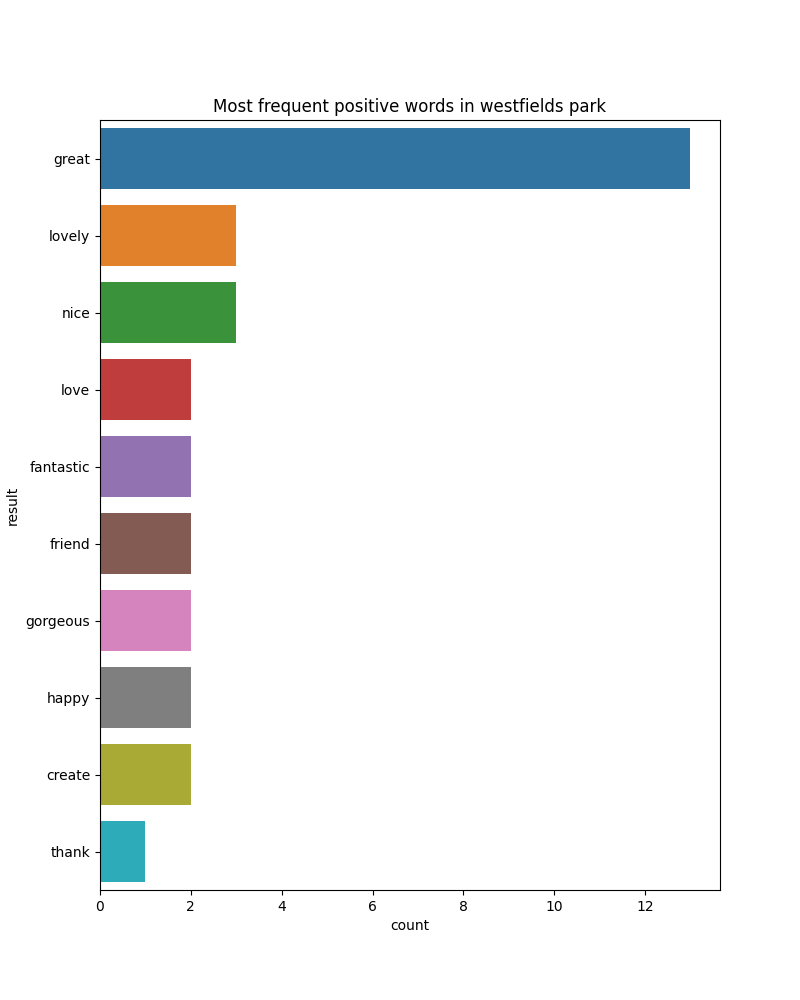 Most frequent positive words in westfields park
great
lovely
nice
love
fantastic
result
friend
gorgeous
happy
create
thank
0 2 4 6 8 10 12
count